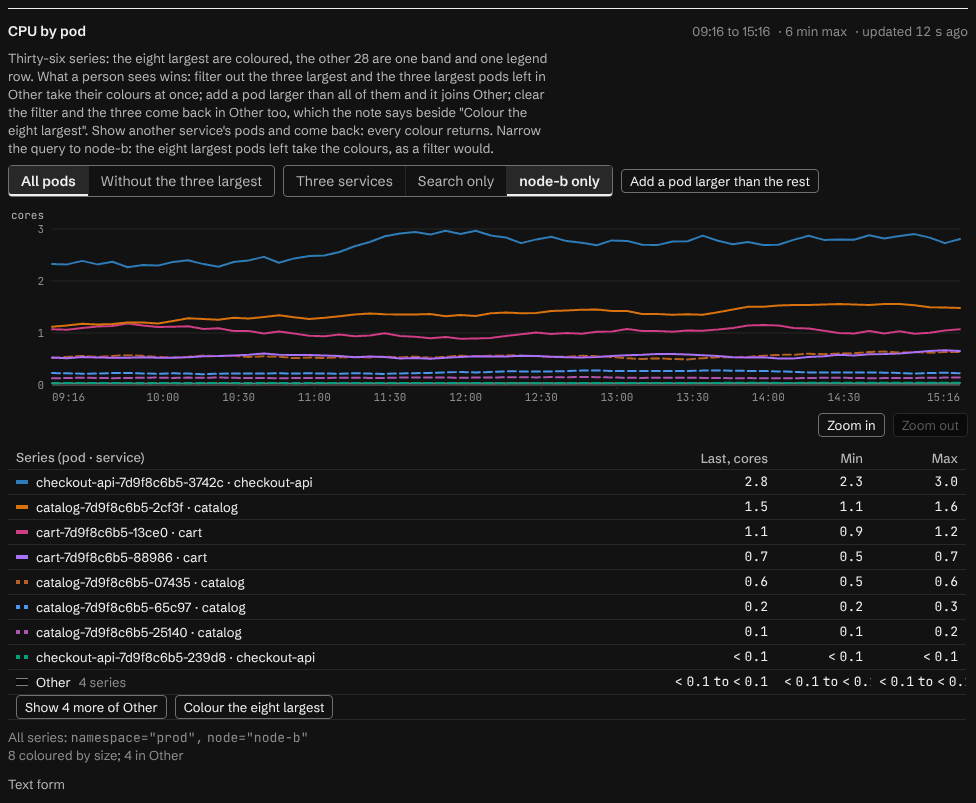 CPU by pod
09:16 to 15:16 · 6 min max · updated 12 s ago
Thirty-six series: the eight largest are coloured, the other 28 are one band and one legend
row. What a person sees wins: filter out the three largest and the three largest pods left in
Other take their colours at once; add a pod larger than all of them and it joins Other; clear
the filter and the three come back in Other too, which the note says beside "Colour the
eight largest". Show another service's pods and come back: every colour returns. Narrow
the query to node-b: the eight largest pods left take the colours, as a filter would.
All pods Without the three largest Three services Search only node-b only Add a pod larger than the rest
cores
3
2
1
0
09:16 10:00 10:30 11:00 11:30 12:00 12:30 13:00 13:30 14:00 14:30 15:16
Zoom in Zoom out
Series (pod · service) Last, cores Min Max
checkout-api-7d9f8c6b5-3742c · checkout-api 2.8 2.3 3.0
catalog-7d9f8c6b5-2cf3f · catalog 1.5 1.1 1.6
cart-7d9f8c6b5-13ce0 · cart 1.1 0.9 1.2
cart-7d9f8c6b5-88986 · cart 0.7 0.5 0.7
catalog-7d9f8c6b5-07435 · catalog 0.6 0.5 0.6
catalog-7d9f8c6b5-65c97 · catalog 0.2 0.2 0.3
catalog-7d9f8c6b5-25140 · catalog 0.1 0.1 0.2
checkout-api-7d9f8c6b5-239d8 · checkout-api < 0.1 < 0.1 < 0.1
Other 4 series < 0.1 to < 0.1 < 0.1 to < 0. < 0.1 to < 0.
Show 4 more of Other Colour the eight largest
All series: namespace="prod", node="node-b"
8 coloured by size; 4 in Other
Text form